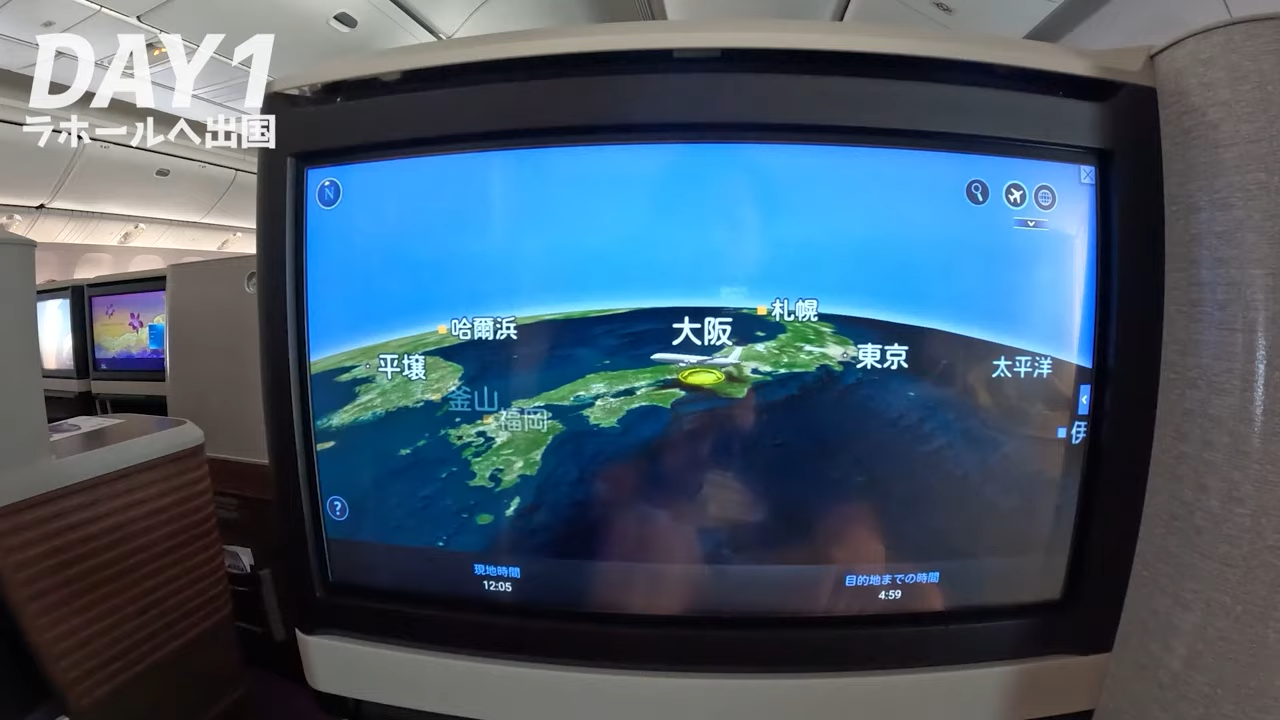 DAY1
ラホールへ出国
N
哈爾浜
札幌
大阪
平壌
東京
太平洋
釜山
福岡
伊
?
現地時間
12:05
目的地までの時間
4:59